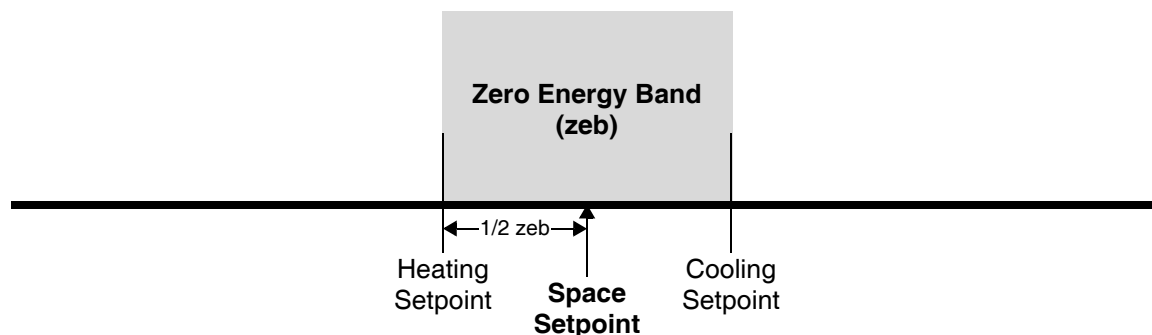 Zero Energy Band
(zeb)
1/2 zeb
Heating
Setpoint
Space
Setpoint
Cooling
Setpoint